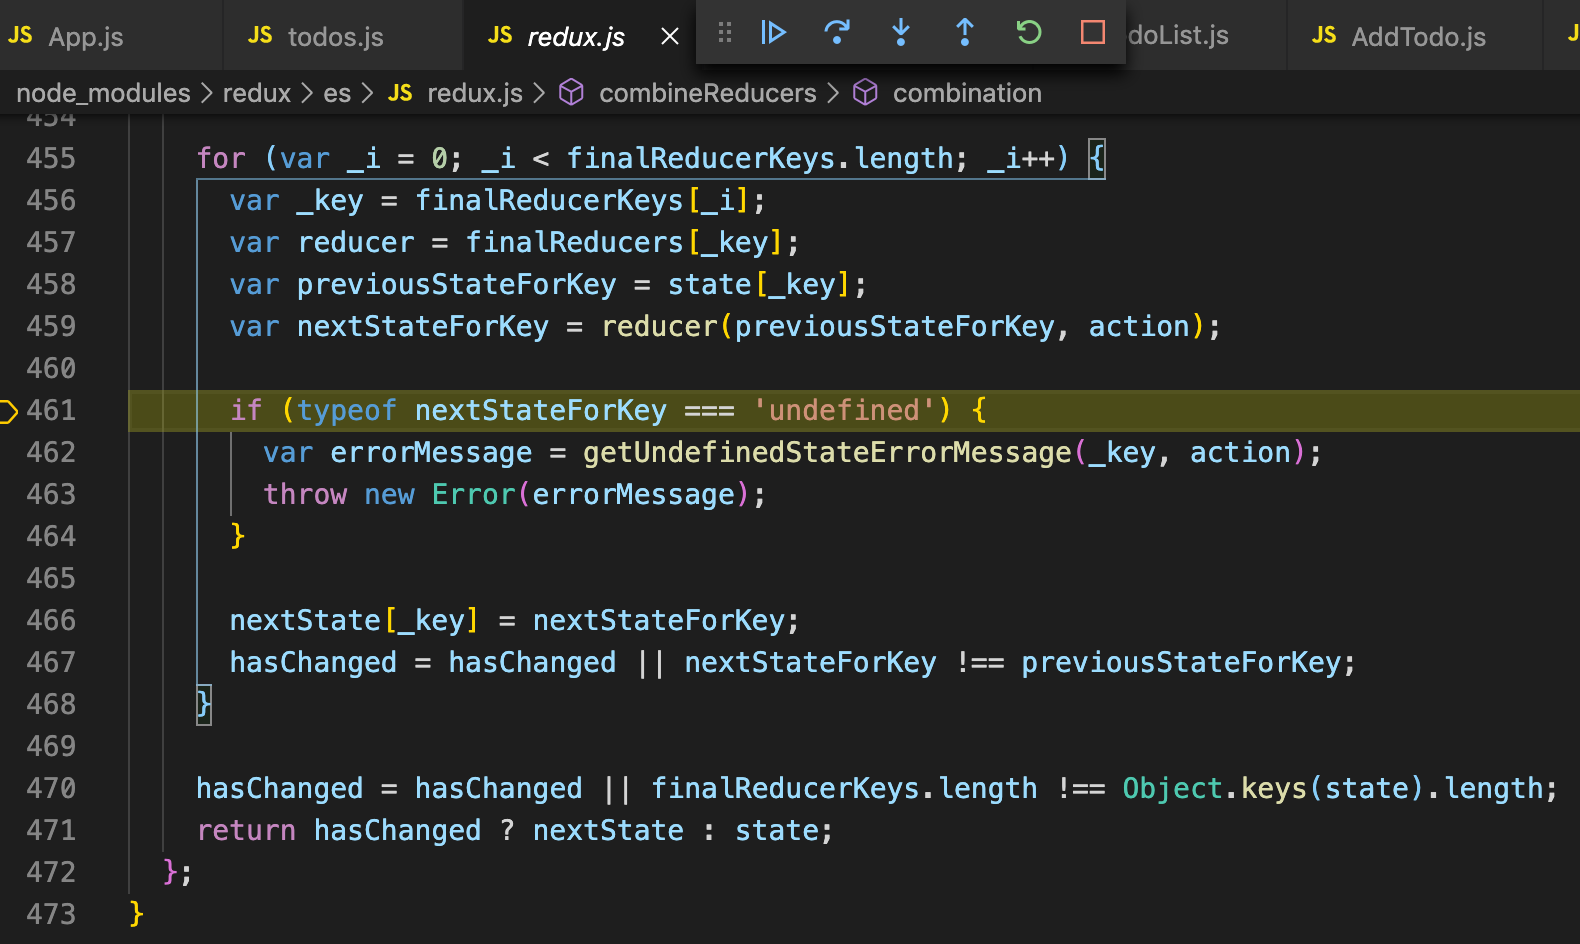 JS App.js JS todos.js JS redux.js doList.js JS AddTodo.js
node_modules > redux > es > JS redux.js > combineReducers > combination
454
455 for (var _i = 0; _i < finalReducerKeys.length; _i++) {
456 var _key = finalReducerKeys[_i];
457 var reducer = finalReducers[_key];
458 var previousStateForKey = state[_key];
459 var nextStateForKey = reducer(previousStateForKey, action);
460
461 if (typeof nextStateForKey === 'undefined') {
462 var errorMessage = getUndefinedStateErrorMessage(_key, action);
463 throw new Error(errorMessage);
464 }
465
466 nextState[_key] = nextStateForKey;
467 hasChanged = hasChanged || nextStateForKey !== previousStateForKey;
468 }
469
470 hasChanged = hasChanged || finalReducerKeys.length !== Object.keys(state).length;
471 return hasChanged ? nextState : state;
472 };
473 }